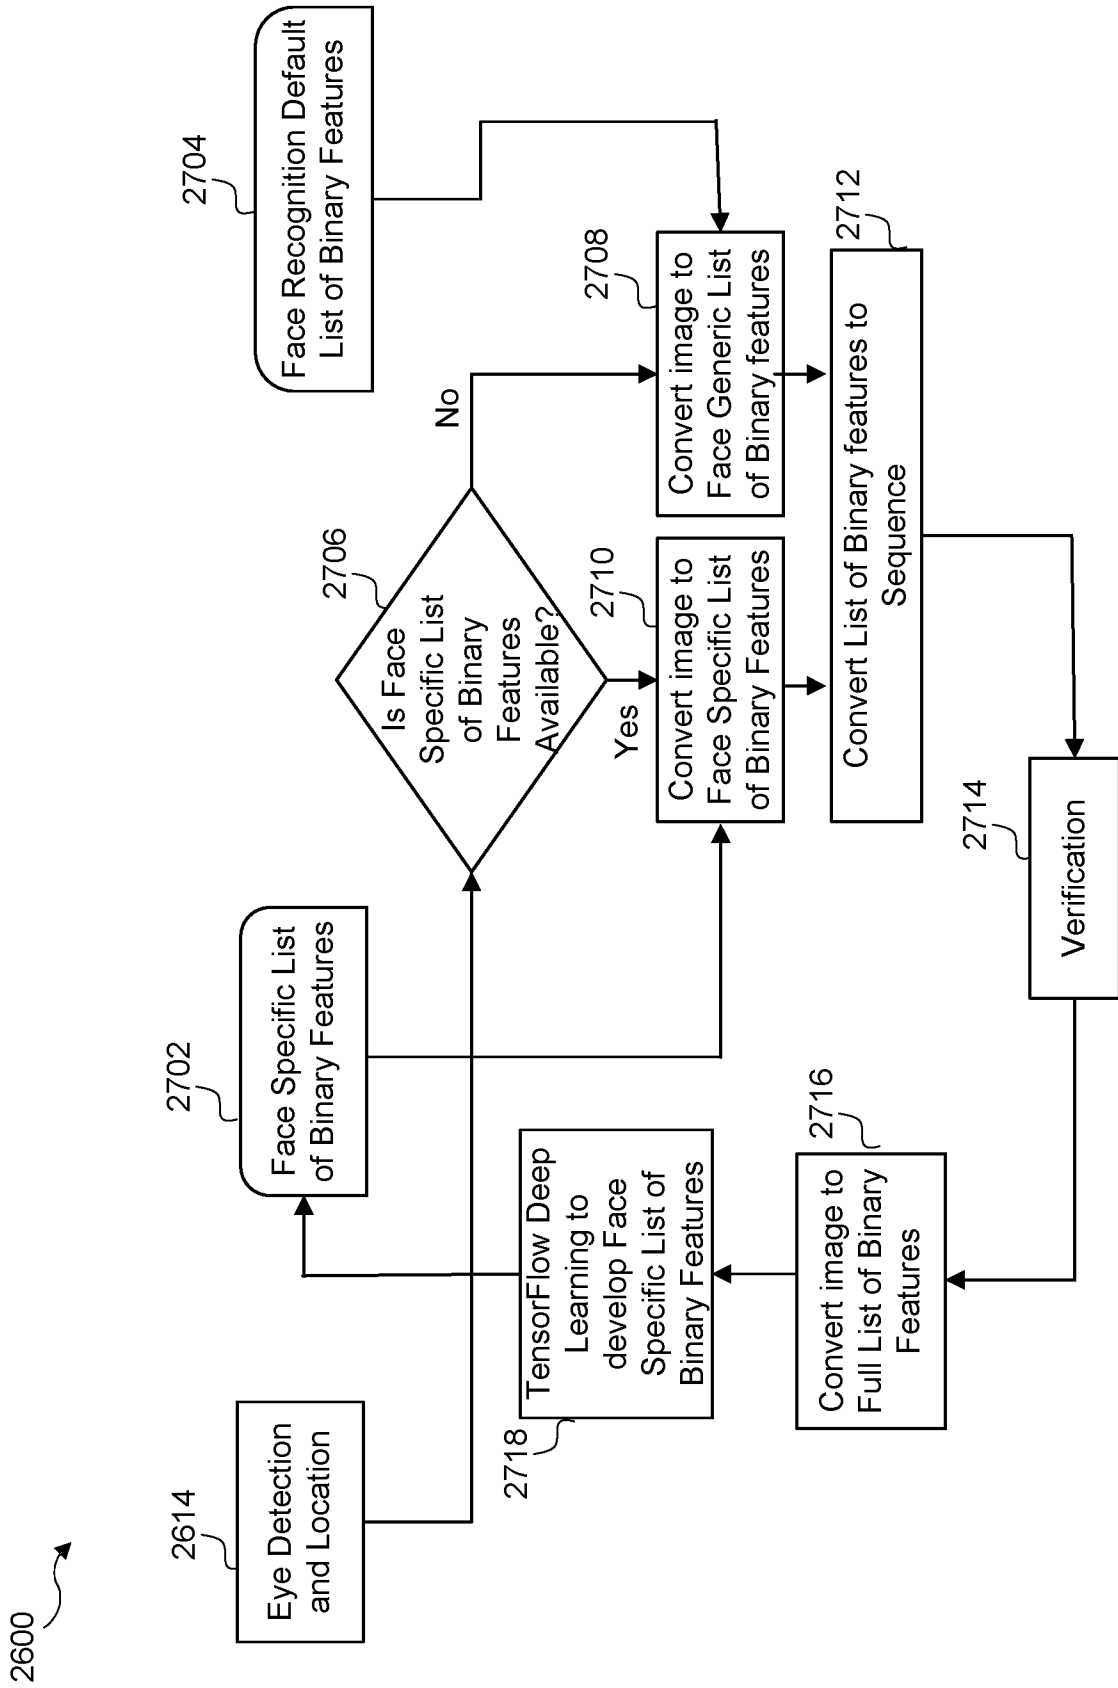 2600
2614
Eye Detection
and Location
2702
Face Specific List
of Binary Features
2704
Face Recognition Default
List of Binary Features
2706
Is Face
Specific List
of Binary
Features
Available?
No
Yes
2710
Convert image to
Face Specific List
of Binary Features
2708
Convert image to
Face Generic List
of Binary features
2712
Convert List of Binary features to
Sequence
2714
Verification
2716
Convert image to
Full List of Binary
Features
2718
TensorFlow Deep
Learning to
develop Face
Specific List of
Binary Features